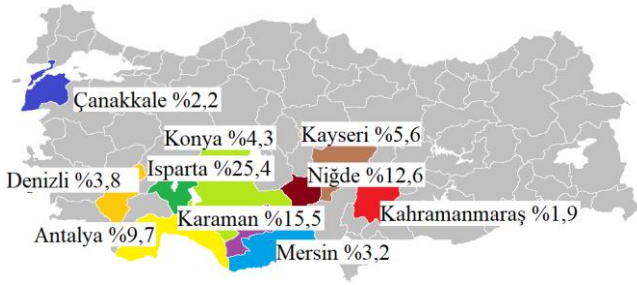 Çanakkale %2,2
Konya %4,3
Kayseri %5,6
Isparta %25,4
Denizli %3,8
Niğde %12,6
Karaman %15,5
Kahramanmaraş %1,9
Antalya %9,7
Mersin %3,2